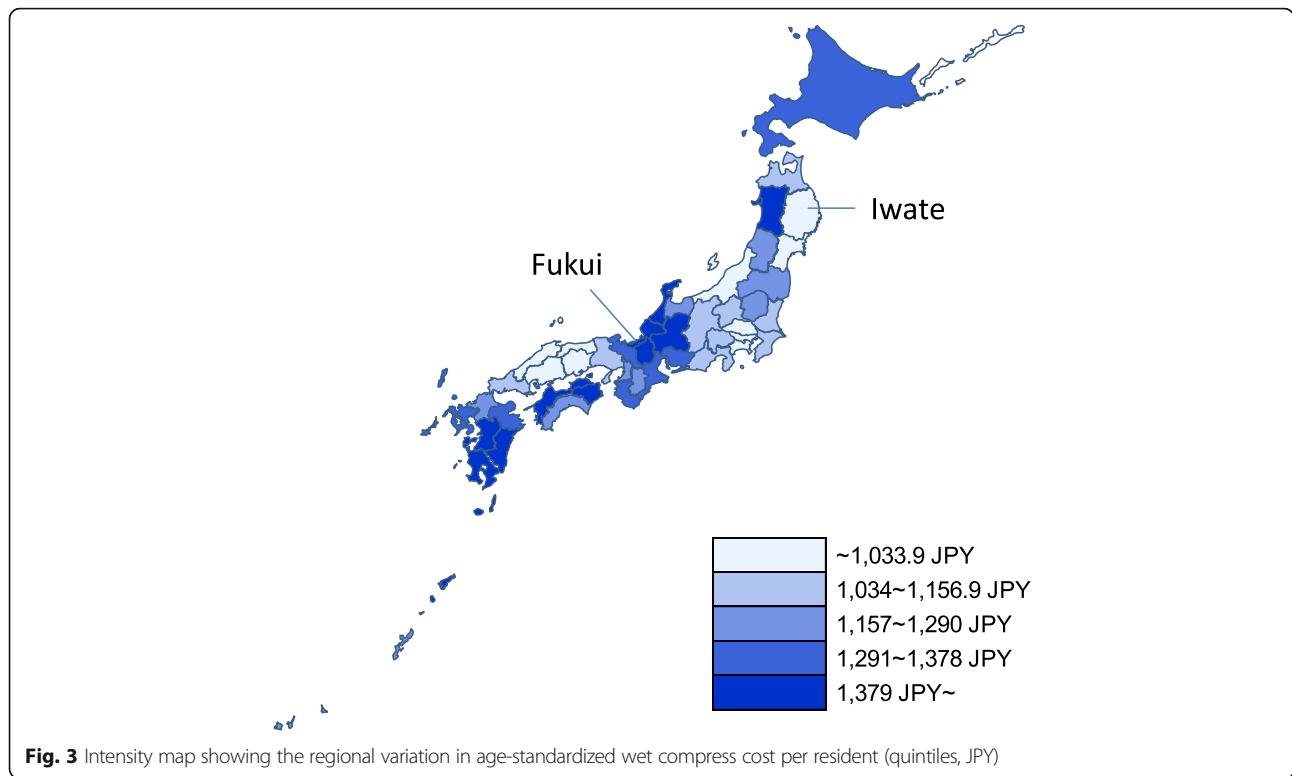 Iwate
Fukui
~1,033.9 JPY
1,034~1,156.9 JPY
1,157~1,290 JPY
1,291~1,378 JPY
1,379 JPY~
Fig. 3 Intensity map showing the regional variation in age-standardized wet compress cost per resident (quintiles, JPY)